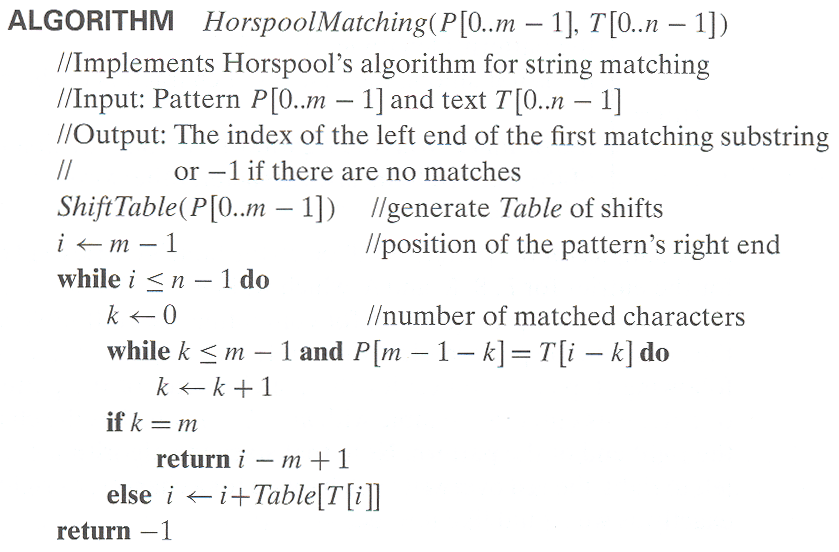 ALGORITHM HorspoolMatching(P[0..m − 1], T[0..n − 1])
//Implements Horspool's algorithm for string matching
//Input: Pattern P[0..m − 1] and text T[0..n − 1]
//Output: The index of the left end of the first matching substring
// or −1 if there are no matches
ShiftTable(P[0..m − 1]) //generate Table of shifts
i ← m − 1 //position of the pattern's right end
while i ≤ n − 1 do
k ← 0 //number of matched characters
while k ≤ m − 1 and P[m − 1 − k] = T[i − k] do
k ← k + 1
if k = m
return i − m + 1
else i ← i+Table[T[i]]
return −1